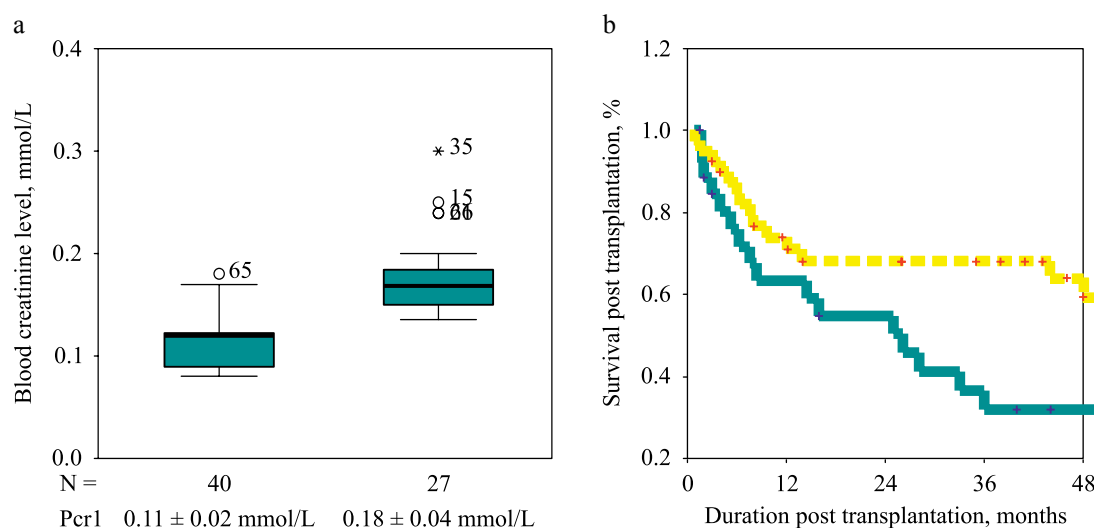 a
Blood creatinine level, mmol/L
0.4
0.3
0.2
0.1
0.0
65
35
15
N = 40 27
Pcr1 0.11 ± 0.02 mmol/L 0.18 ± 0.04 mmol/L
b
Survival post transplantation, %
1.2
1.0
0.8
0.6
0.4
0.2
0 12 24 36 48
Duration post transplantation, months